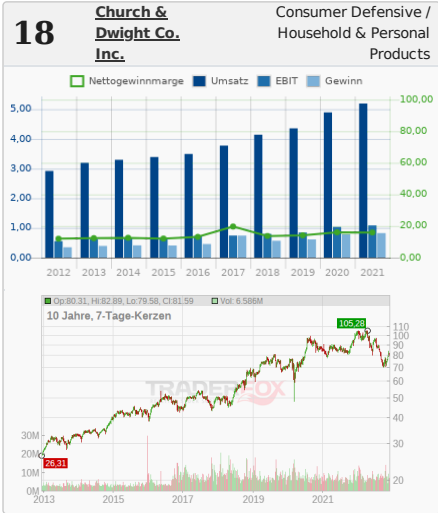 18
Church &
Dwight Co.
Inc.
Consumer Defensive /
Household & Personal
Products
Nettogewinnmarge Umsatz EBIT Gewinn
5,00 100,00
4,00 80,00
3,00 60,00
2,00 40,00
1,00 20,00
0,00 0,00
2012 2013 2014 2015 2016 2017 2018 2019 2020 2021
Op:80.31, Hi:82.89, Lo:79.58, Cl:81.59 Vol: 6.586M
10 Jahre, 7-Tage-Kerzen
105,28
110
100
90
80
70
60
50
40
30
20
TRADERFOX
30M
20M
10M
0M
26,31
2013 2015 2017 2019 2021